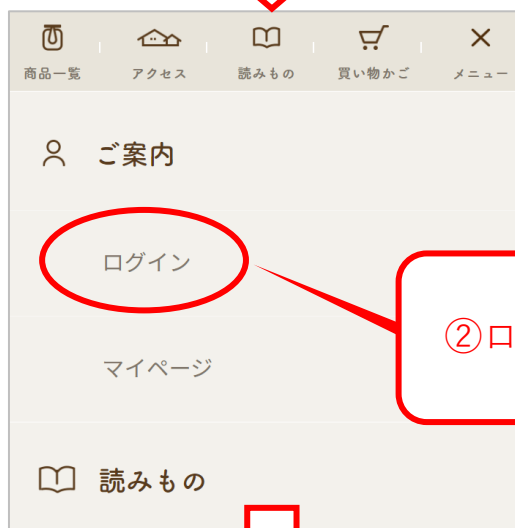 商品一覧 アクセス 読みもの 買い物かご メニュー
ご案内
ログイン
②ロ
マイページ
読みもの